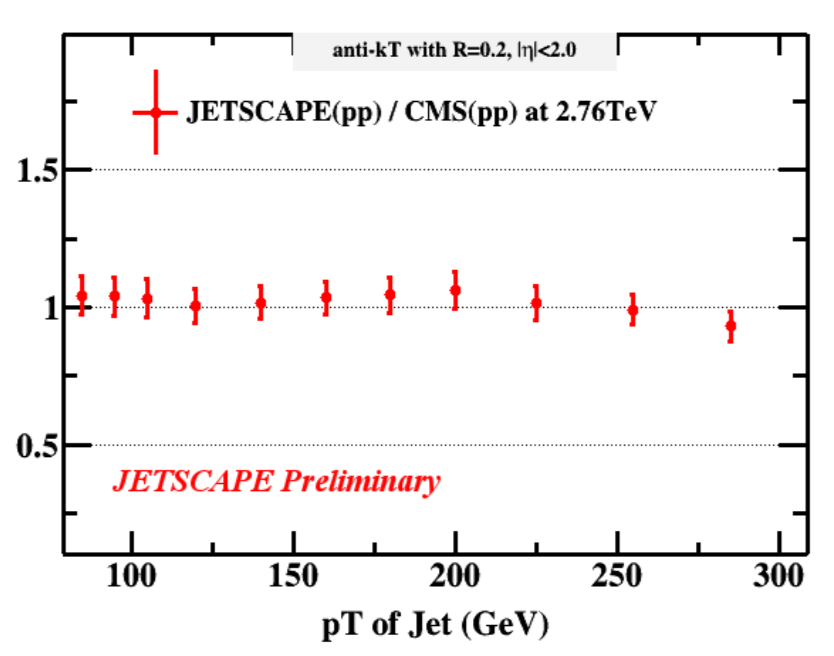 anti-kT with R=0.2, |η|<2.0
JETSCAPE(pp) / CMS(pp) at 2.76TeV
1.5
1
0.5
JETSCAPE Preliminary
100 150 200 250 300
pT of Jet (GeV)